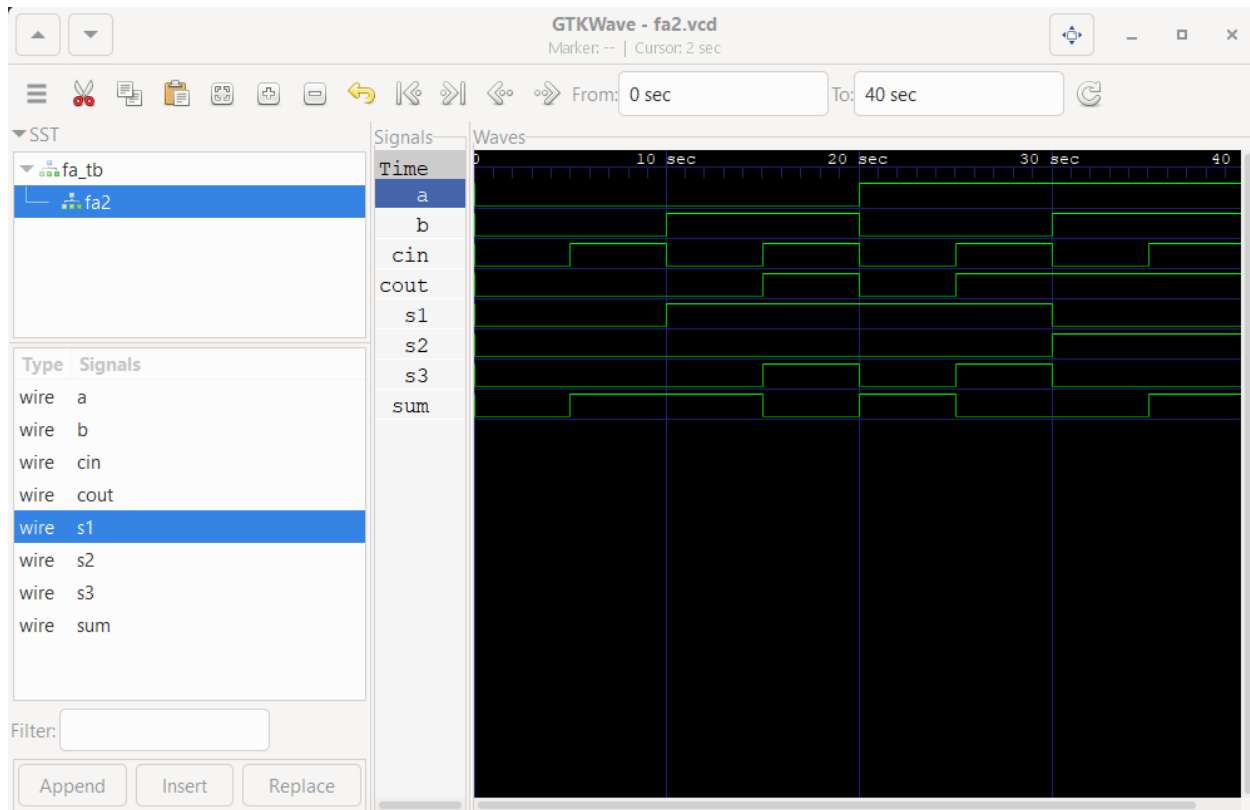 GTKWave - fa2.vcd
Marker: -- | Cursor: 2 sec
From: 0 sec To: 40 sec
SST
fa_tb
fa2
Type Signals
wire a
wire b
wire cin
wire cout
wire s1
wire s2
wire s3
wire sum
Filter:
Append Insert Replace
Signals
Time
a
b
cin
cout
s1
s2
s3
sum
Waves
0 10 sec 20 sec 30 sec 40